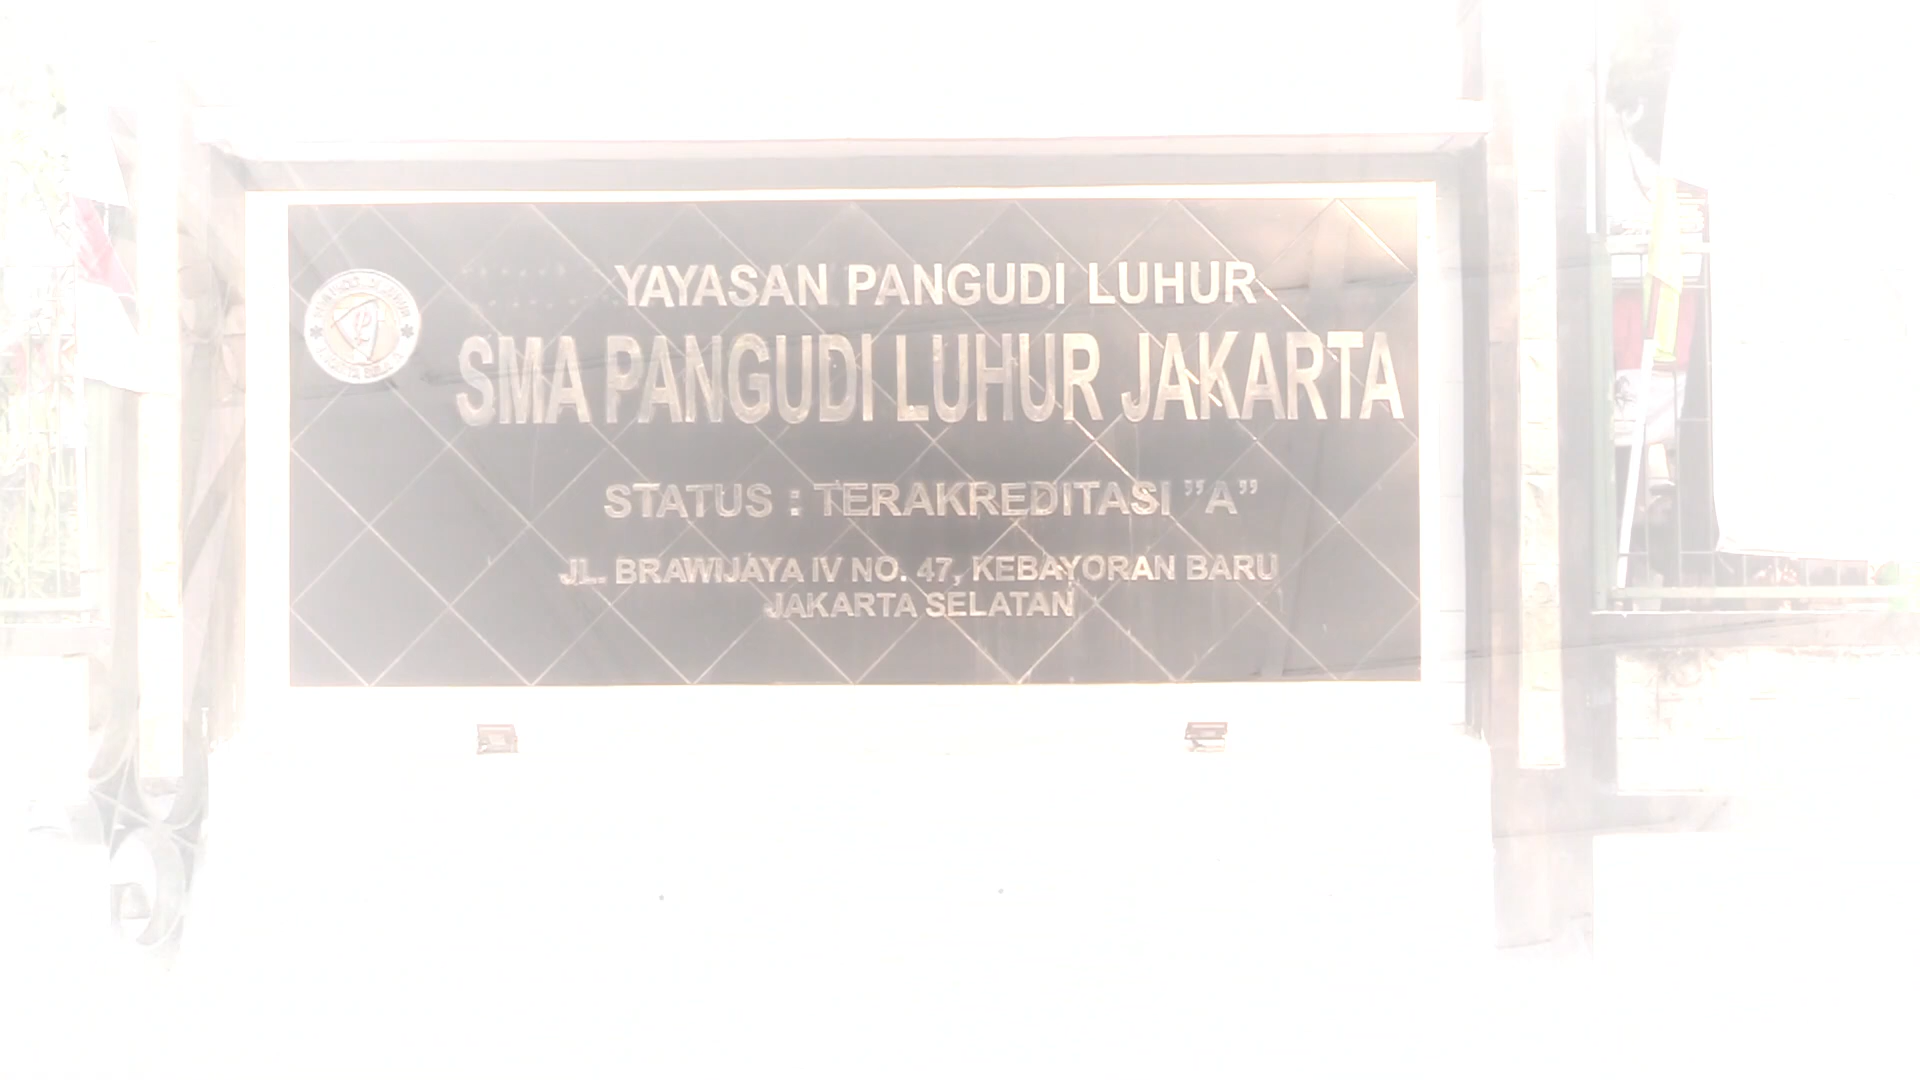 YAYASAN PANGUDI LUHUR
SMA PANGUDI LUHUR JAKARTA
STATUS : TERAKREDITASI "A"
JL. BRAWIJAYA IV NO. 47, KEBAYORAN BARU
JAKARTA SELATAN